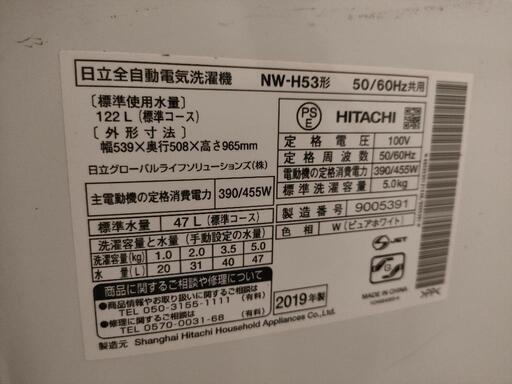 日立全自動電気洗濯機 NW-H53形 50/60Hz共用
〔標準使用水量〕
122L（標準コース）
〔外形寸法〕
幅539×奥行508×高さ965mm
日立グローバルライフソリューションズ(株)
主電動機の定格消費電力 390/455W
標準水量 47L（標準コース）
洗濯容量と水量（手動設定の水量）
洗濯容量(kg) 1.0 2.0 3.5 5.0
水量(L) 20 31 40 47
商品に関するご相談や修理について
●商品情報やお取り扱いに関するご相談
TEL 050-3155-1111（有料）
●修理に関するご相談
TEL 0570-0031-68（有料）
製造元 Shanghai Hitachi Household Appliances Co.,Ltd.
PSE HITACHI
定格電圧 100V
定格周波数 50/60Hz
電動機の定格消費電力 390/455W
標準洗濯容量 5.0kg
製造番号 9005391
色相 W（ピュアホワイト）
S-JET
2019年製
MADE IN CHINA